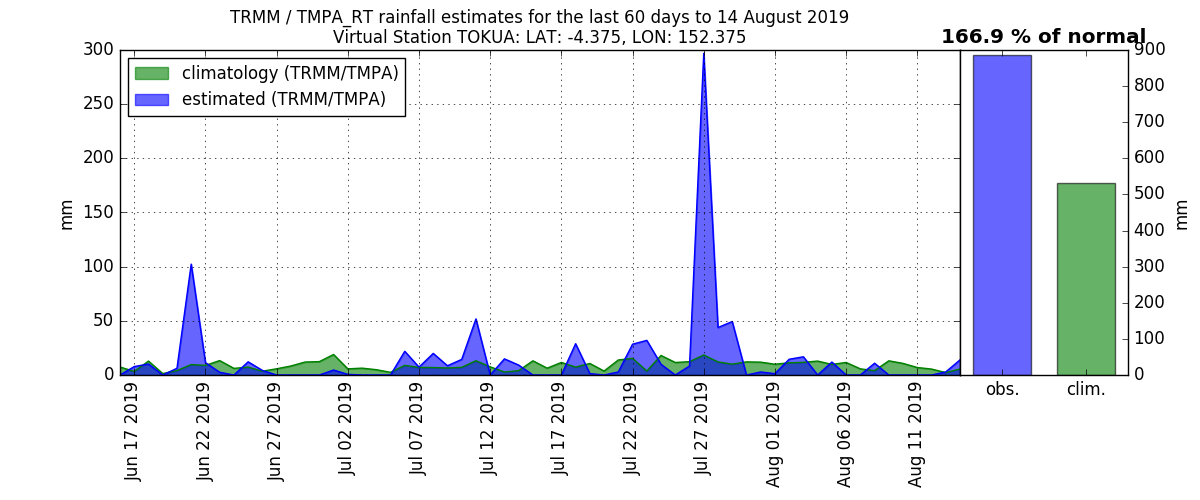 TRMM / TMPA_RT rainfall estimates for the last 60 days to 14 August 2019
Virtual Station TOKUA: LAT: -4.375, LON: 152.375
166.9 % of normal
climatology (TRMM/TMPA)
estimated (TRMM/TMPA)
mm
300
250
200
150
100
50
0
Jun 17 2019
Jun 22 2019
Jun 27 2019
Jul 02 2019
Jul 07 2019
Jul 12 2019
Jul 17 2019
Jul 22 2019
Jul 27 2019
Aug 01 2019
Aug 06 2019
Aug 11 2019
obs.
clim.
900
800
700
600
500
400
300
200
100
0
mm